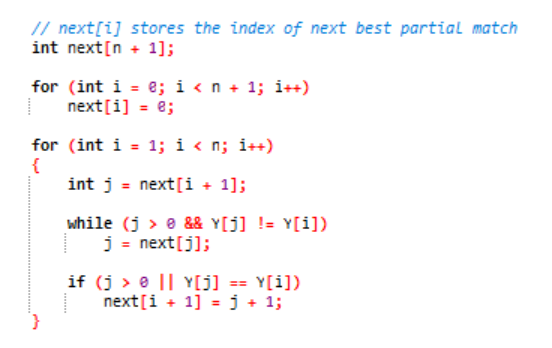 // next[i] stores the index of next best partial match
int next[n + 1];
for (int i = 0; i < n + 1; i++)
next[i] = 0;
for (int i = 1; i < n; i++)
{
int j = next[i + 1];
while (j > 0 && Y[j] != Y[i])
j = next[j];
if (j > 0 || Y[j] == Y[i])
next[i + 1] = j + 1;
}